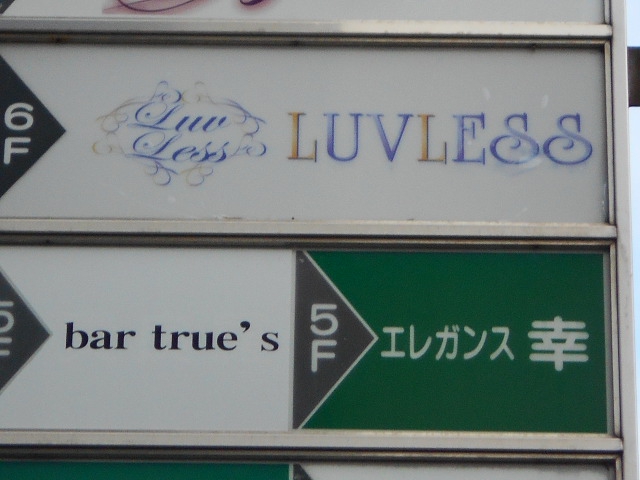 6F
Luv
Less
LUVLESS
5F
bar true's
5F
エレガンス 幸